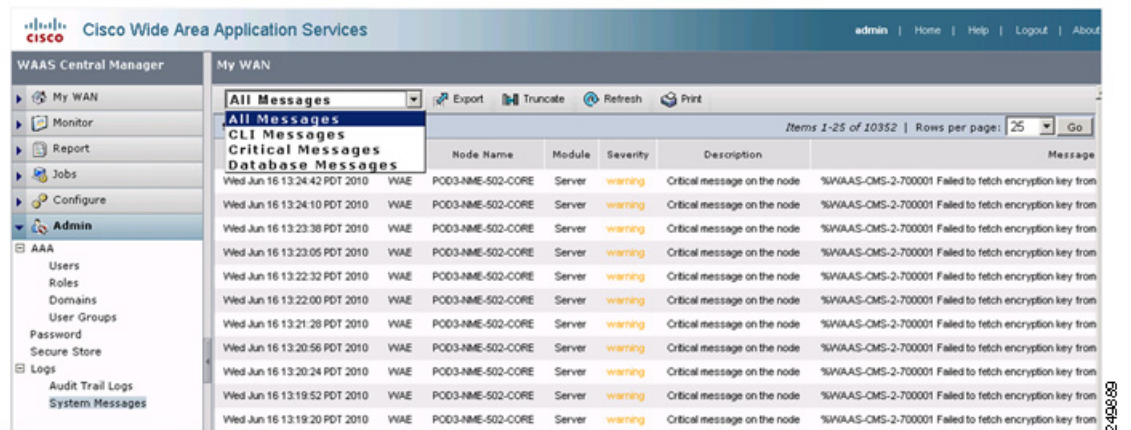 CISCO Cisco Wide Area Application Services admin | Home | Help | Logout | About
WAAS Central Manager
My WAN
Monitor
Report
Jobs
Configure
Admin
AAA
Users
Roles
Domains
User Groups
Password
Secure Store
Logs
Audit Trail Logs
System Messages
My WAN
All Messages Export Truncate Refresh Print
All Messages
CLI Messages
Critical Messages
Database Messages
Items 1-25 of 10352 | Rows per page: 25 Go
Node Name Module Severity Description Message
Wed Jun 16 13:24:42 PDT 2010 WAE POD3-NME-502-CORE Server warning Critical message on the node %WAAS-CMS-2-700001 Failed to fetch encryption key from
Wed Jun 16 13:24:10 PDT 2010 WAE POD3-NME-502-CORE Server warning Critical message on the node %WAAS-CMS-2-700001 Failed to fetch encryption key from
Wed Jun 16 13:23:38 PDT 2010 WAE POD3-NME-502-CORE Server warning Critical message on the node %WAAS-CMS-2-700001 Failed to fetch encryption key from
Wed Jun 16 13:23:05 PDT 2010 WAE POD3-NME-502-CORE Server warning Critical message on the node %WAAS-CMS-2-700001 Failed to fetch encryption key from
Wed Jun 16 13:22:32 PDT 2010 WAE POD3-NME-502-CORE Server warning Critical message on the node %WAAS-CMS-2-700001 Failed to fetch encryption key from
Wed Jun 16 13:22:00 PDT 2010 WAE POD3-NME-502-CORE Server warning Critical message on the node %WAAS-CMS-2-700001 Failed to fetch encryption key from
Wed Jun 16 13:21:28 PDT 2010 WAE POD3-NME-502-CORE Server warning Critical message on the node %WAAS-CMS-2-700001 Failed to fetch encryption key from
Wed Jun 16 13:20:56 PDT 2010 WAE POD3-NME-502-CORE Server warning Critical message on the node %WAAS-CMS-2-700001 Failed to fetch encryption key from
Wed Jun 16 13:20:24 PDT 2010 WAE POD3-NME-502-CORE Server warning Critical message on the node %WAAS-CMS-2-700001 Failed to fetch encryption key from
Wed Jun 16 13:19:52 PDT 2010 WAE POD3-NME-502-CORE Server warning Critical message on the node %WAAS-CMS-2-700001 Failed to fetch encryption key from
Wed Jun 16 13:19:20 PDT 2010 WAE POD3-NME-502-CORE Server warning Critical message on the node %WAAS-CMS-2-700001 Failed to fetch encryption key from
249889